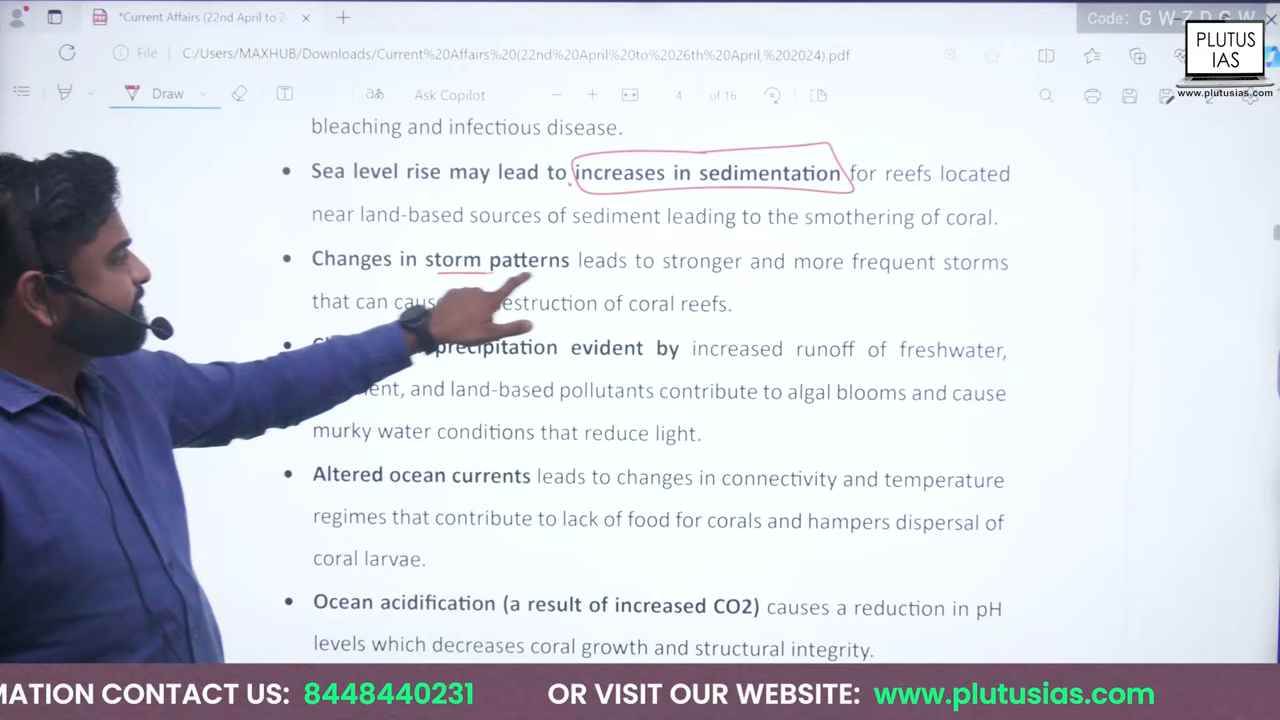 *Current Affairs (22nd April to 2
Code: G W
PLUTUS
IAS
www.plutusias.com
File C:/Users/MAXHUB/Downloads/Current%20Affairs%20(22nd%20April%20to%2026th%20April,%202024).pdf
Draw
Ask Copilot
4 of 16
bleaching and infectious disease.
• Sea level rise may lead to increases in sedimentation for reefs located
near land-based sources of sediment leading to the smothering of coral.
• Changes in storm patterns leads to stronger and more frequent storms
that can estruction of coral reefs.
• precipitation evident by increased runoff of freshwater,
and land-based pollutants contribute to algal blooms and cause
murky water conditions that reduce light.
• Altered ocean currents leads to changes in connectivity and temperature
regimes that contribute to lack of food for corals and hampers dispersal of
coral larvae.
• Ocean acidification (a result of increased CO2) causes a reduction in pH
levels which decreases coral growth and structural integrity.
MATION CONTACT US: 8448440231 OR VISIT OUR WEBSITE: www.plutusias.com